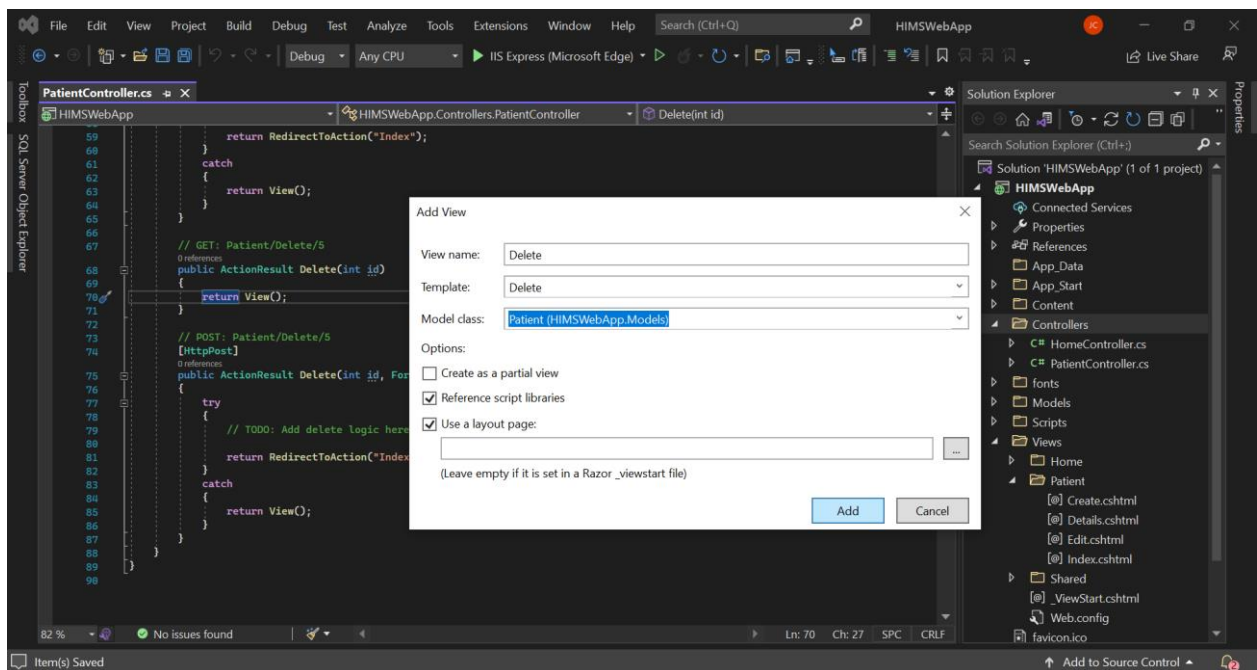 File Edit View Project Build Debug Test Analyze Tools Extensions Window Help Search (Ctrl+Q) HIMSWebApp JC
Debug Any CPU IIS Express (Microsoft Edge) Live Share
Toolbox
SQL Server Object Explorer
PatientController.cs
HIMSWebApp HIMSWebApp.Controllers.PatientController Delete(int id)
59 return RedirectToAction("Index");
60 }
61 catch
62 {
63 return View();
64 }
65 }
66
67 // GET: Patient/Delete/5
0 references
68 public ActionResult Delete(int id)
69 {
70 return View();
71 }
72
73 // POST: Patient/Delete/5
74 [HttpPost]
0 references
75 public ActionResult Delete(int id, For
76 {
77 try
78 {
79 // TODO: Add delete logic here
80
81 return RedirectToAction("Index
82 }
83 catch
84 {
85 return View();
86 }
87 }
88 }
89 }
90
82 % No issues found Ln: 70 Ch: 27 SPC CRLF
Add View
View name: Delete
Template: Delete
Model class: Patient (HIMSWebApp.Models)
Options:
Create as a partial view
Reference script libraries
Use a layout page:
...
(Leave empty if it is set in a Razor _viewstart file)
Add Cancel
Solution Explorer
Search Solution Explorer (Ctrl+;)
Solution 'HIMSWebApp' (1 of 1 project)
HIMSWebApp
Connected Services
Properties
References
App_Data
App_Start
Content
Controllers
C# HomeController.cs
C# PatientController.cs
fonts
Models
Scripts
Views
Home
Patient
[@] Create.cshtml
[@] Details.cshtml
[@] Edit.cshtml
[@] Index.cshtml
Shared
[@] _ViewStart.cshtml
Web.config
favicon.ico
Properties
Item(s) Saved Add to Source Control 2